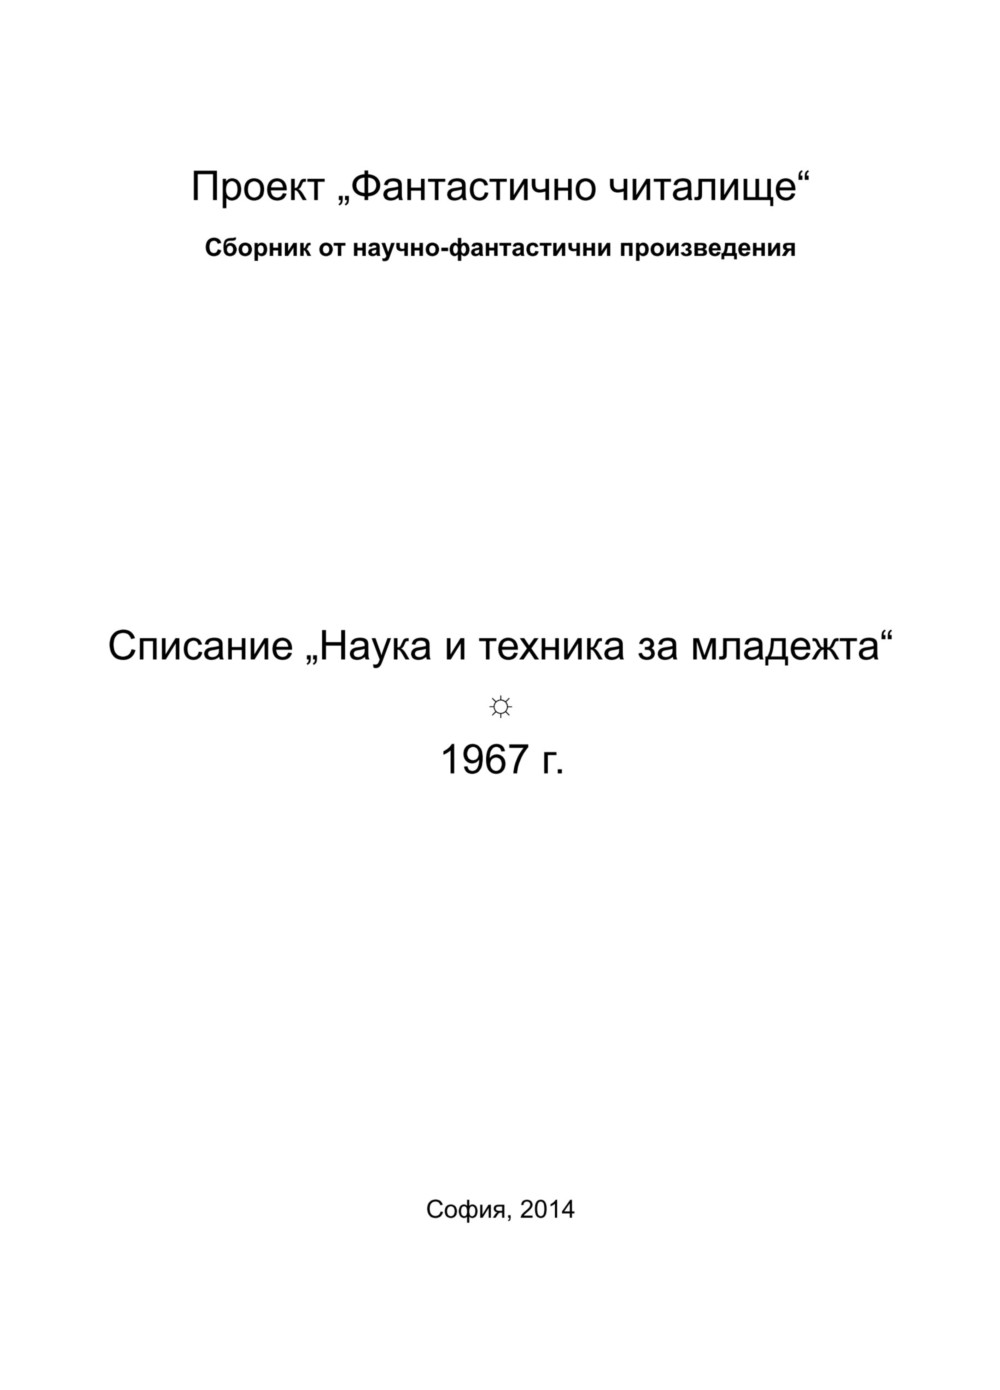 Проект „Фантастично читалище“
Сборник от научно-фантастични произведения
Списание „Наука и техника за младежта“
☼
1967 г.
София, 2014